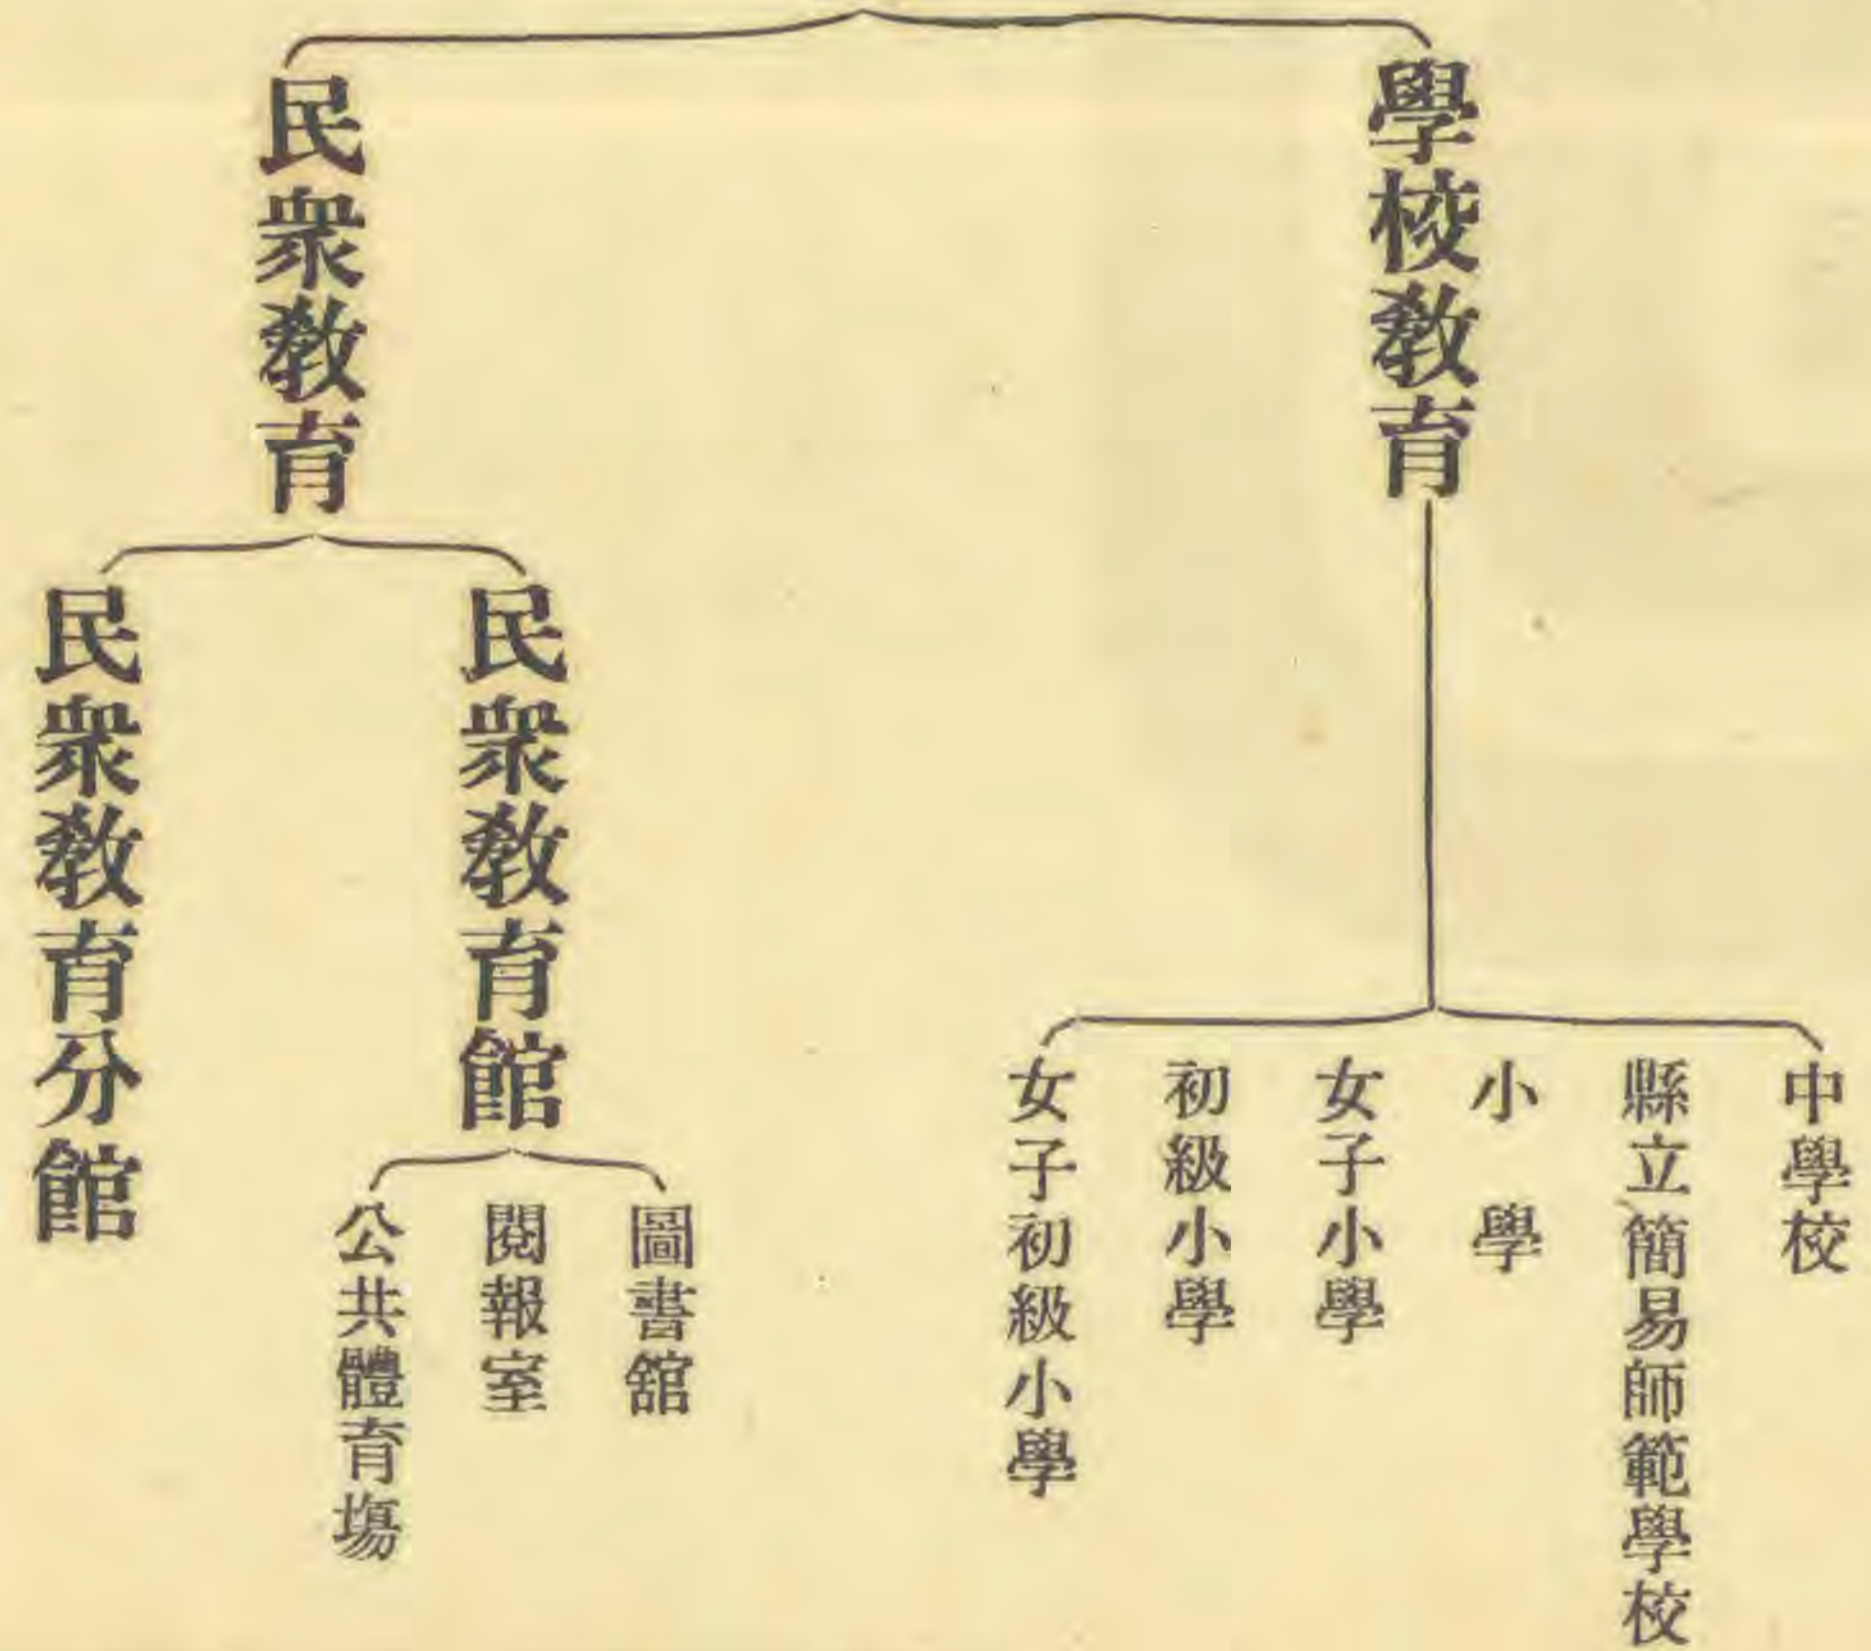 學校教育
中學校
縣立簡易師範學校
小學
女子小學
初級小學
女子初級小學
民衆教育
民衆教育館
圖書舘
閱報室
公共體育塲
民衆教育分館